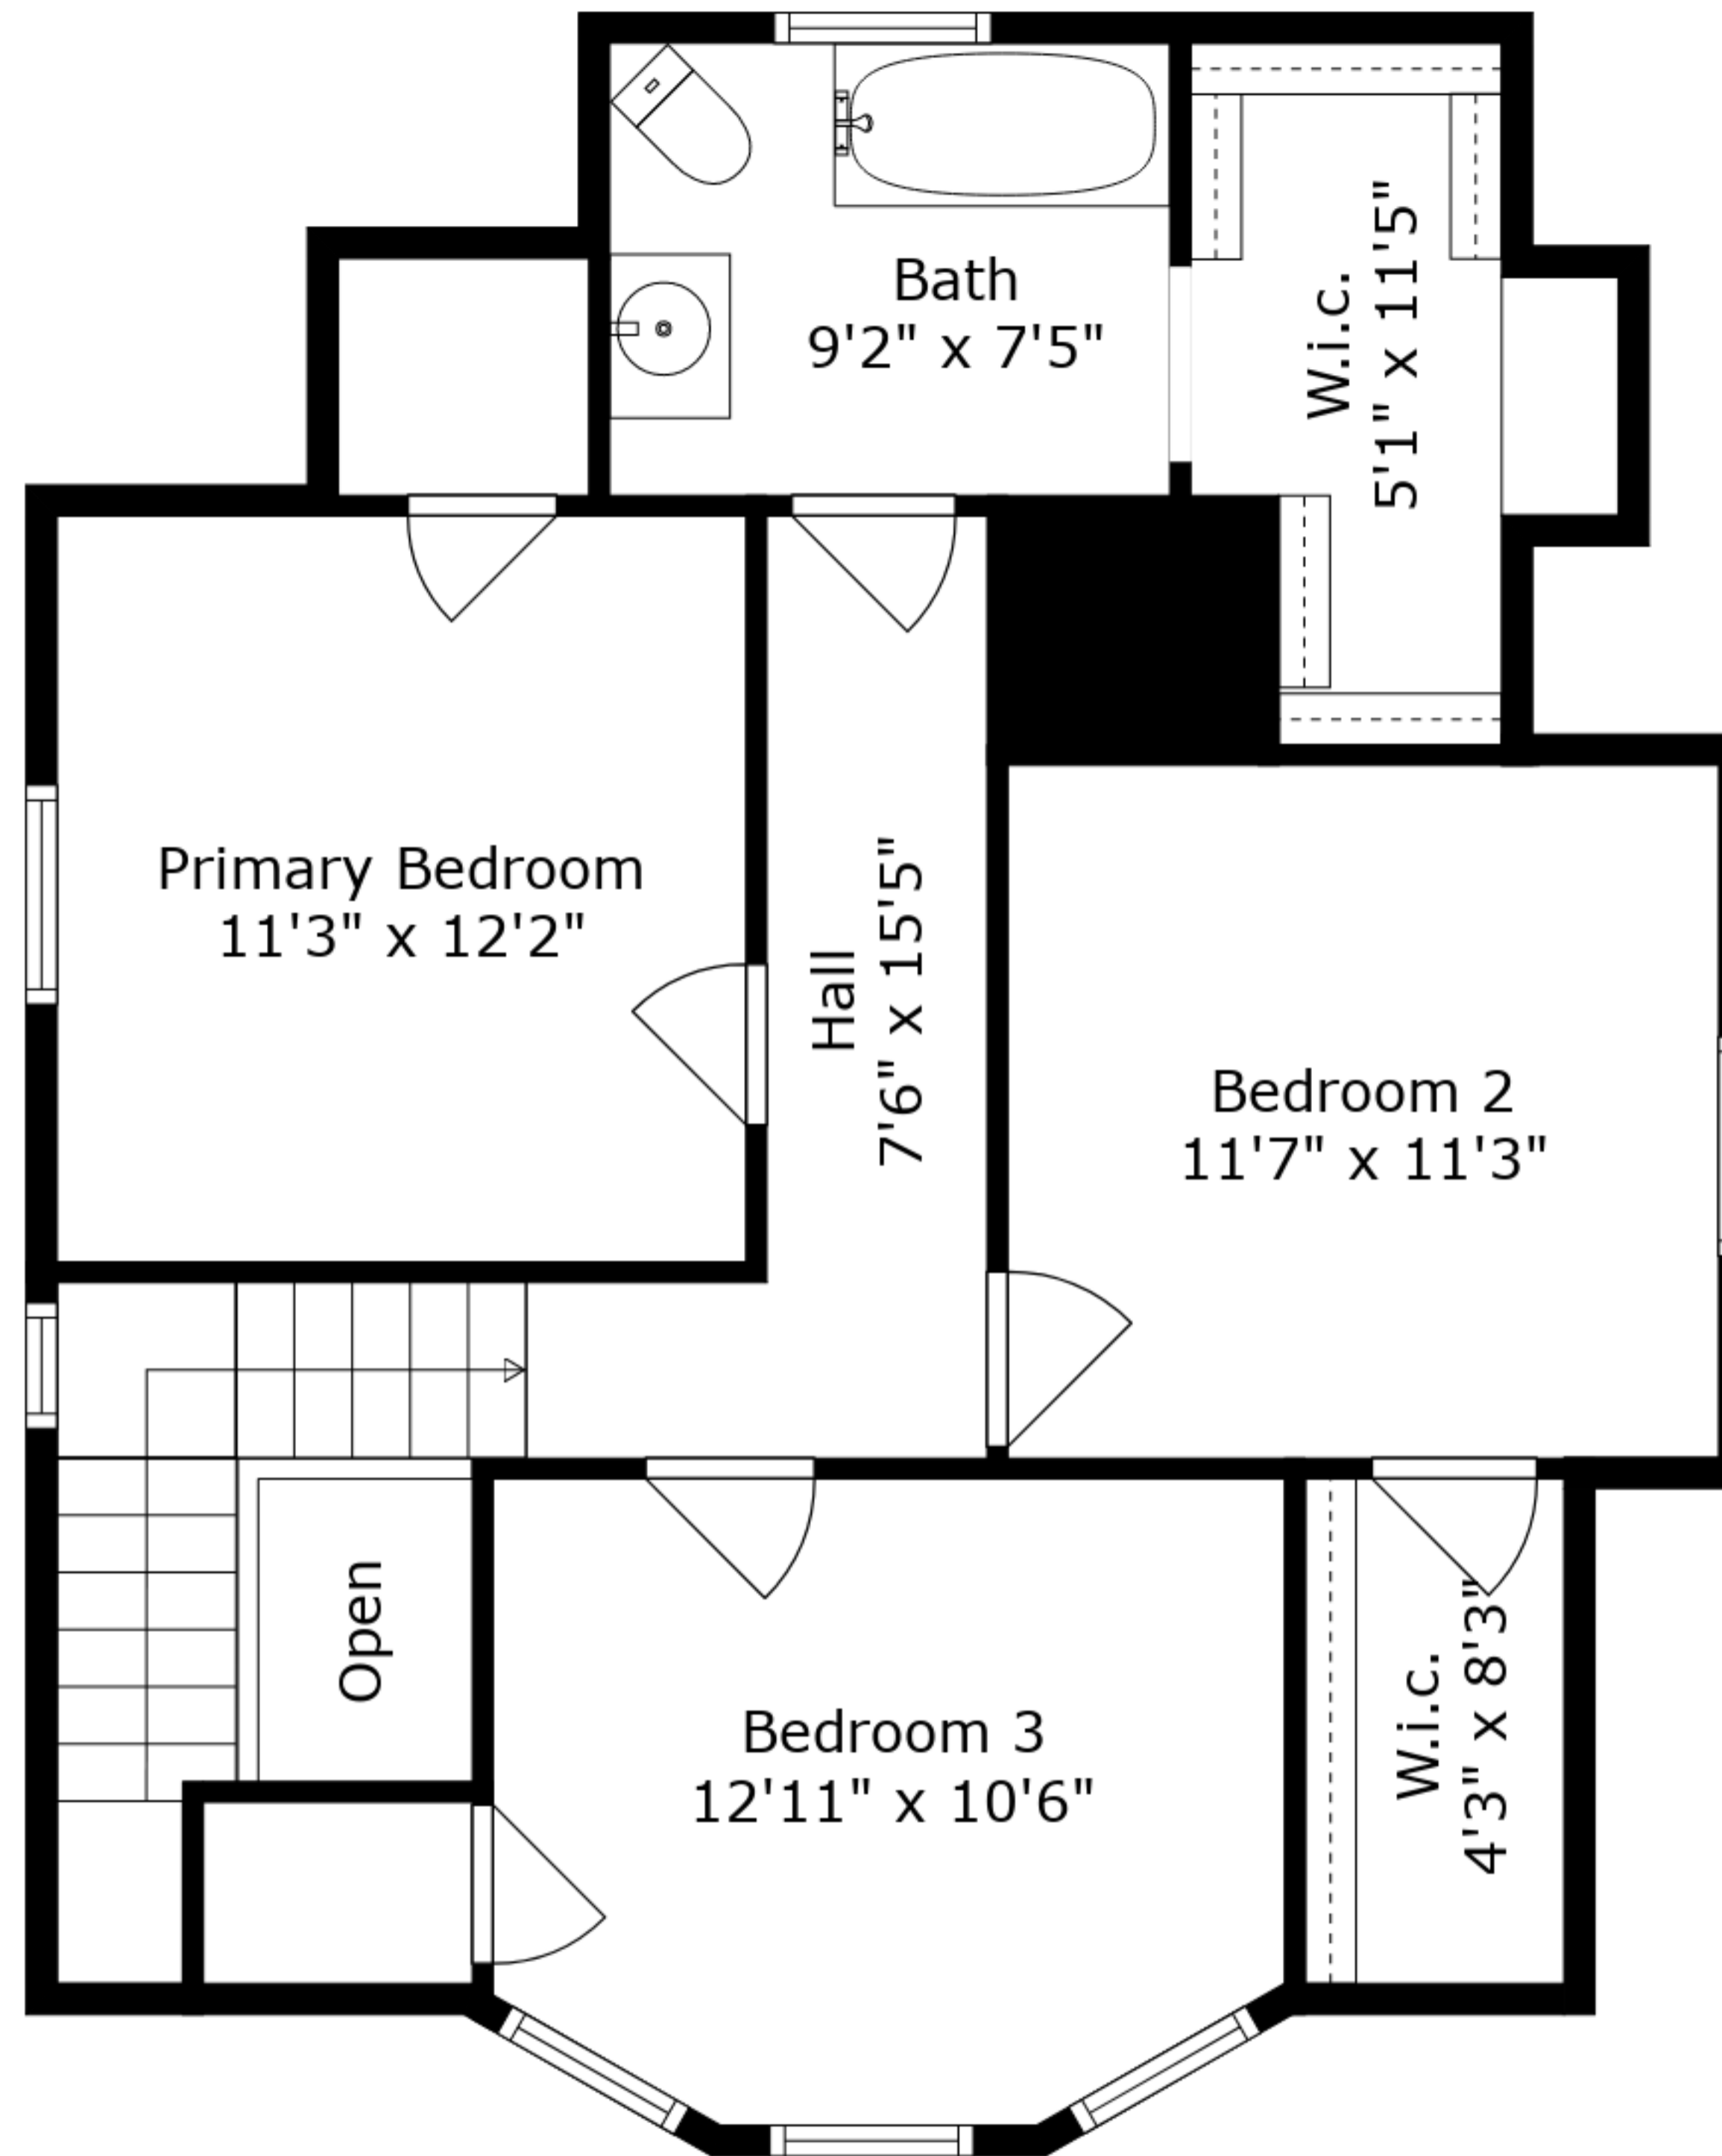 Bath
9'2" x 7'5"
W.i.c.
5'1" x 11'5"
Primary Bedroom
11'3" x 12'2"
Hall
7'6" x 15'5"
Bedroom 2
11'7" x 11'3"
Open
Bedroom 3
12'11" x 10'6"
W.i.c.
4'3" x 8'3"